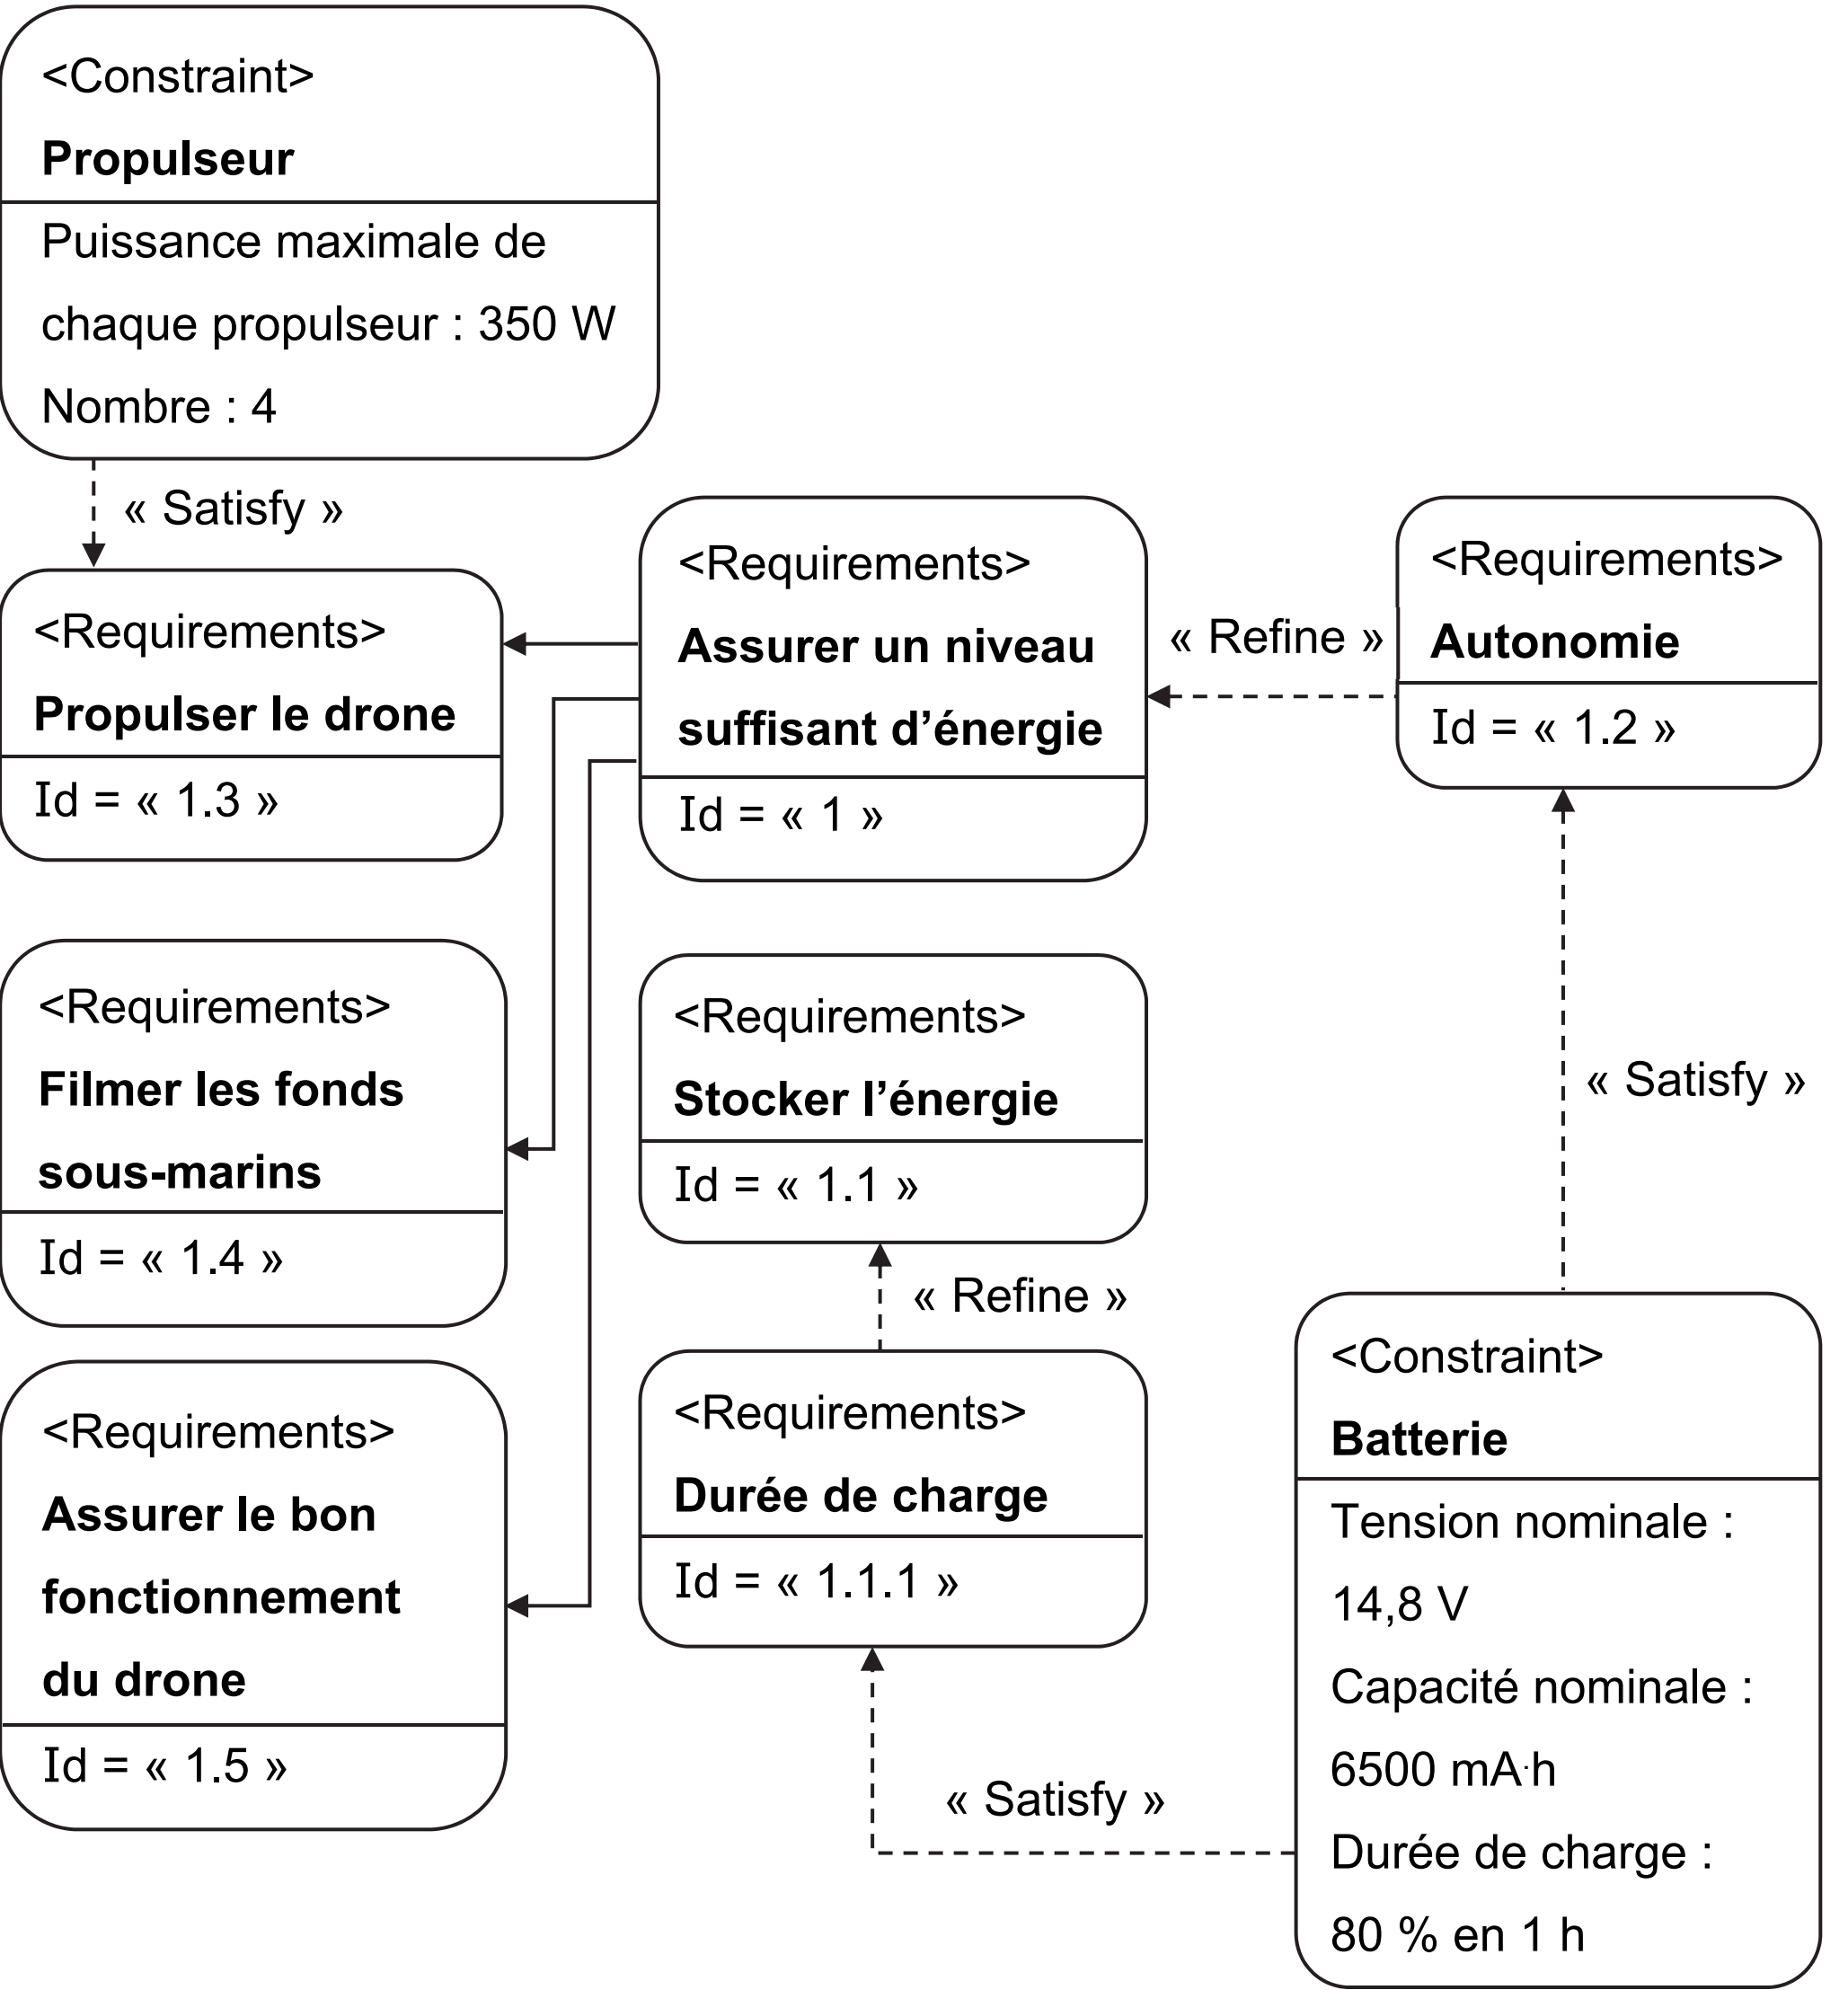 <Constraint>
Propulseur
Puissance maximale de
chaque propulseur : 350 W
Nombre : 4
« Satisfy »
<Requirements>
Propulser le drone
Id = « 1.3 »
<Requirements>
Assurer un niveau
suffisant d’énergie
Id = « 1 »
« Refine »
<Requirements>
Autonomie
Id = « 1.2 »
<Requirements>
Filmer les fonds
sous-marins
Id = « 1.4 »
<Requirements>
Stocker l’énergie
Id = « 1.1 »
« Satisfy »
« Refine »
<Requirements>
Assurer le bon
fonctionnement
du drone
Id = « 1.5 »
<Requirements>
Durée de charge
Id = « 1.1.1 »
« Satisfy »
<Constraint>
Batterie
Tension nominale :
14,8 V
Capacité nominale :
6500 mA·h
Durée de charge :
80 % en 1 h